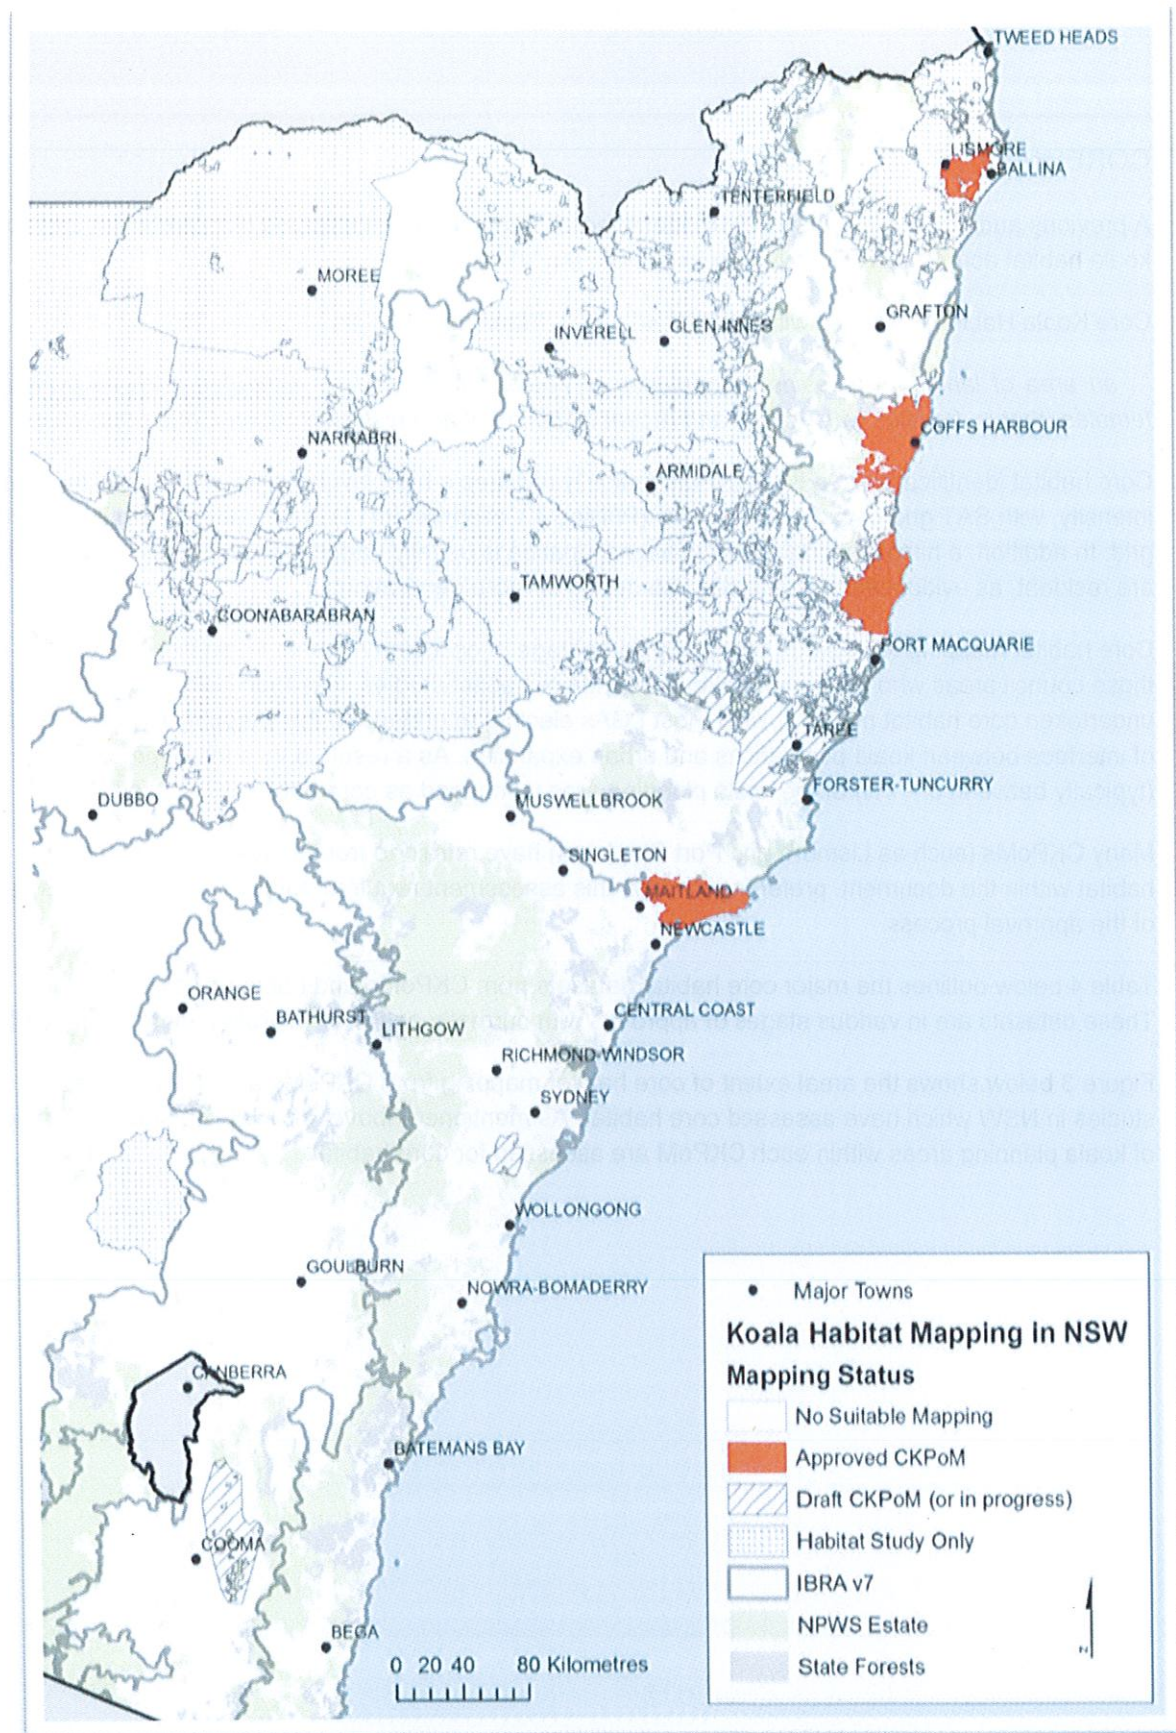 TWEED HEADS
LISMORE
BALLINA
TENTERFIELD
MOREE
GRAFTON
INVERELL
GLEN INNES
COFFS HARBOUR
NARRABRI
ARMIDALE
TAMWORTH
COONABARABRAN
PORT MACQUARIE
TAREE
FORSTER-TUNCURRY
DUBBO
MUSWELLBROOK
SINGLETON
MAITLAND
NEWCASTLE
ORANGE
BATHURST
LITHGOW
CENTRAL COAST
RICHMOND-WINDSOR
SYDNEY
WOLLONGONG
GOULBURN
NOWRA-BOMADERRY
CANBERRA
BATEMANS BAY
COOMA
BEGA
0 20 40 80 Kilometres
Major Towns
Koala Habitat Mapping in NSW
Mapping Status
No Suitable Mapping
Approved CKPoM
Draft CKPoM (or in progress)
Habitat Study Only
IBRA v7
NPWS Estate
State Forests
N